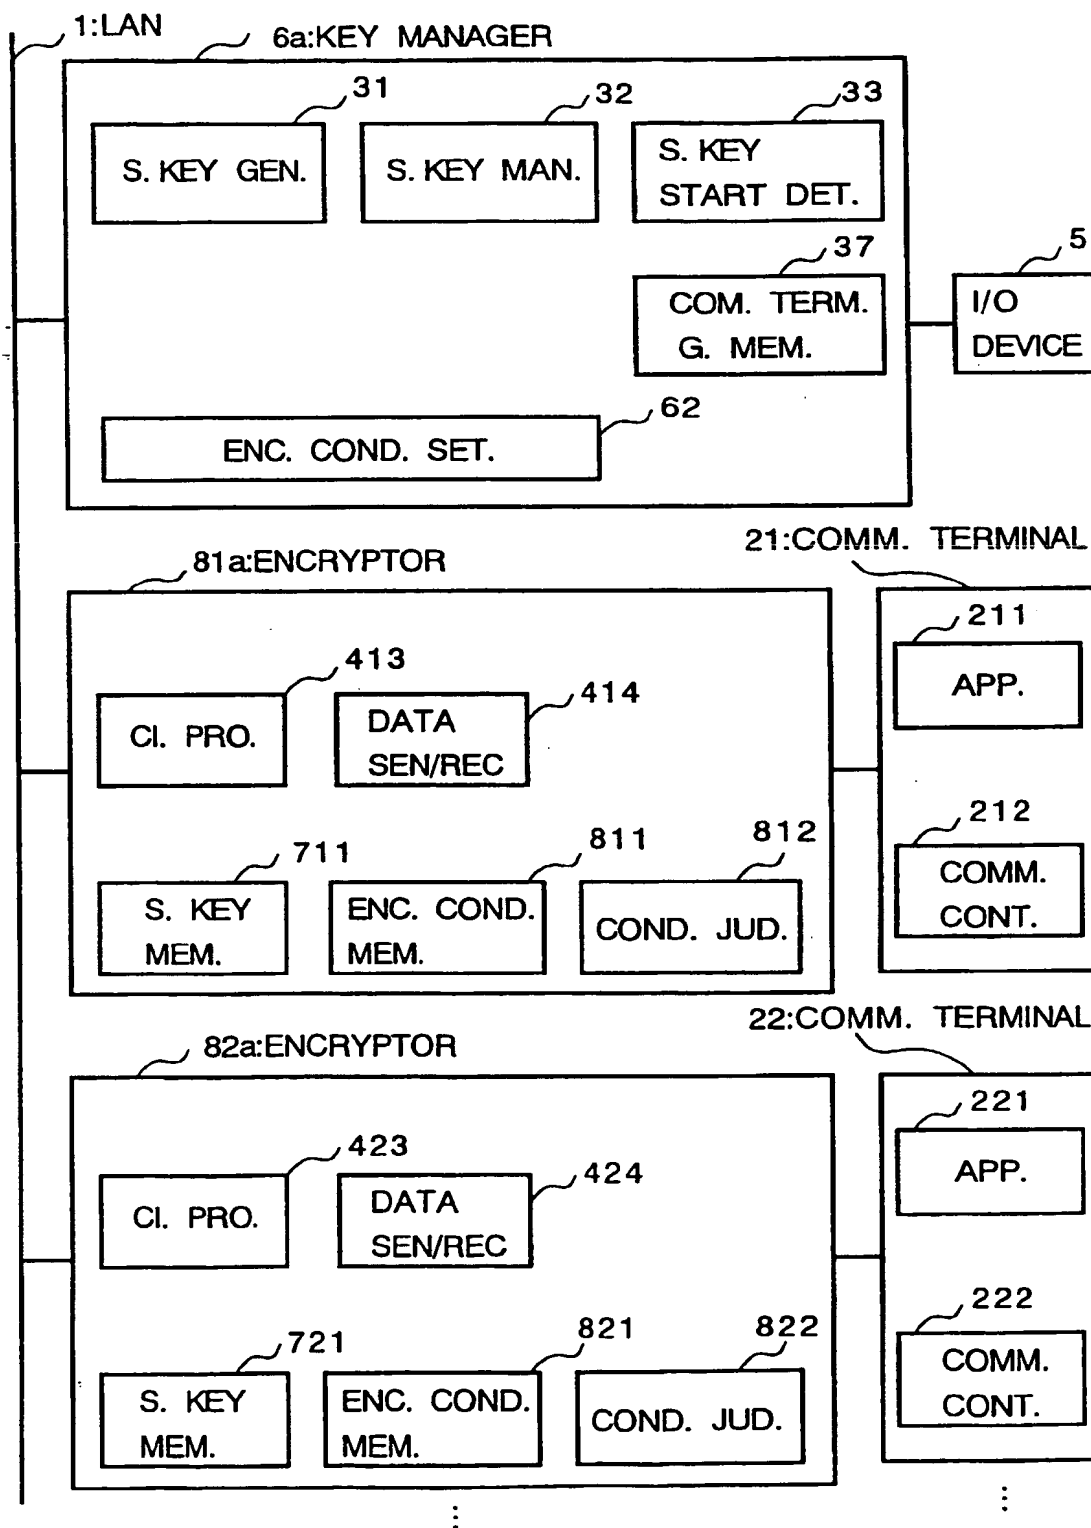 1:LAN
6a:KEY MANAGER
31
32
33
S. KEY GEN.
S. KEY MAN.
S. KEY
START DET.
37
5
COM. TERM.
G. MEM.
I/O
DEVICE
62
ENC. COND. SET.
81a:ENCRYPTOR
21:COMM. TERMINAL
211
APP.
413
414
CI. PRO.
DATA
SEN/REC
212
COMM.
CONT.
711
811
812
S. KEY
MEM.
ENC. COND.
MEM.
COND. JUD.
82a:ENCRYPTOR
22:COMM. TERMINAL
221
APP.
423
424
CI. PRO.
DATA
SEN/REC
222
COMM.
CONT.
721
821
822
S. KEY
MEM.
ENC. COND.
MEM.
COND. JUD.